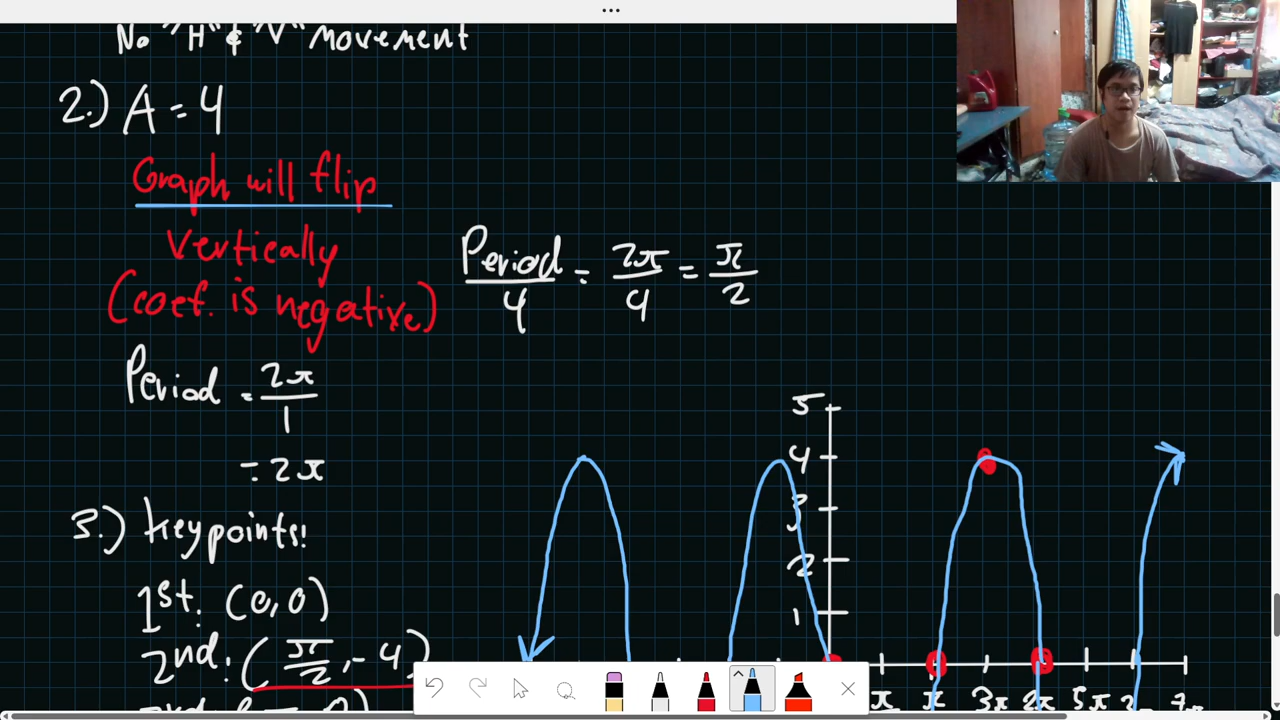 No "H" & "V" movement
2.) A = 4
Graph will flip
Vertically
(coef. is negative)
Period/4 = 2π/4 = π/2
Period = 2π/1
= 2π
3.) Keypoints:
1st: (0,0)
2nd: (π/2, -4)
5
4
3
2
1
π 3π 2π 5π 7π